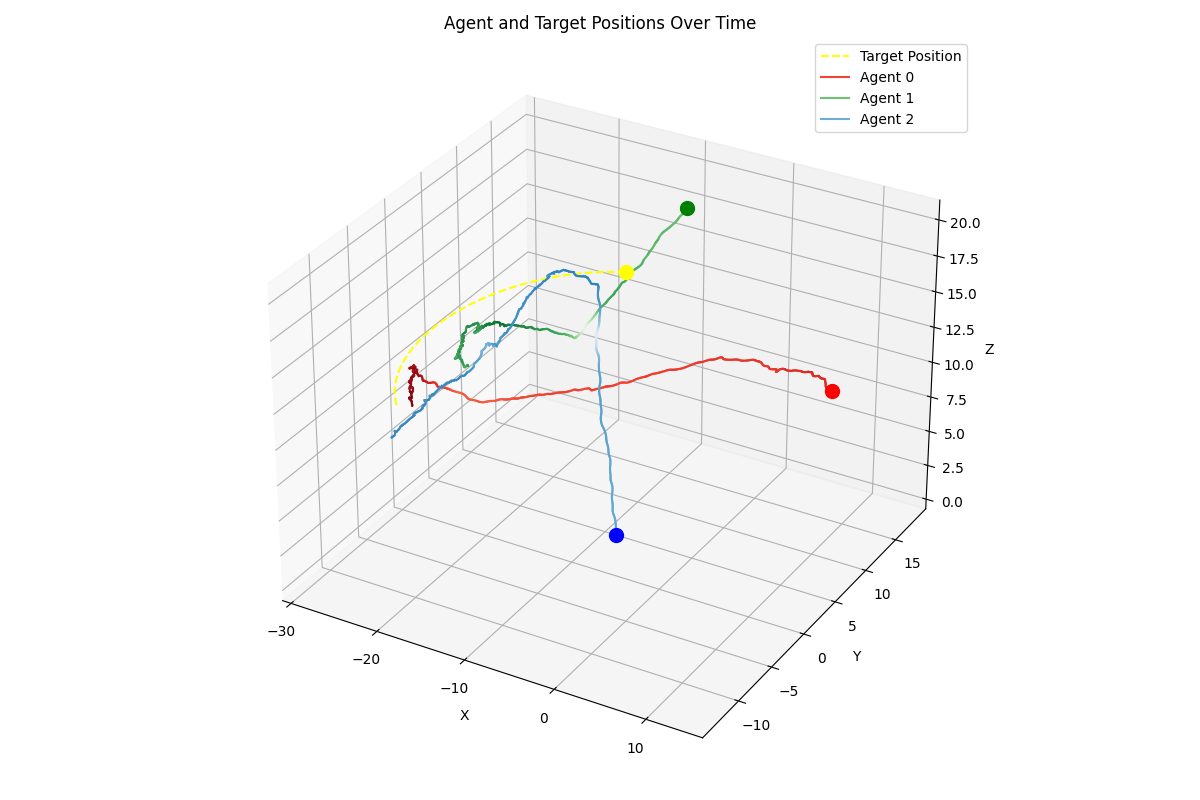 Agent and Target Positions Over Time
Target Position
Agent 0
Agent 1
Agent 2
20.0
17.5
15.0
12.5
10.0
7.5
5.0
2.5
0.0
Z
15
10
5
0
−5
−10
Y
−30
−20
−10
0
10
X